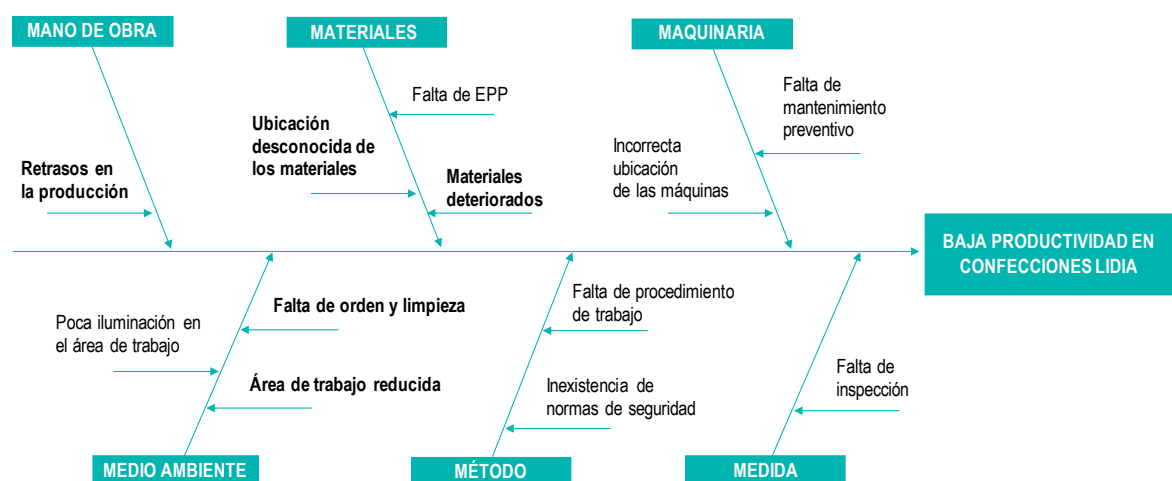 MANO DE OBRA
MATERIALES
MAQUINARIA
Falta de EPP
Falta de
mantenimiento
preventivo
Ubicación
desconocida de
los materiales
Incorrecta
ubicación
de las máquinas
Retrasos en
la producción
Materiales
deteriorados
BAJA PRODUCTIVIDAD EN
CONFECCIONES LIDIA
Falta de orden y limpieza
Falta de procedimiento
de trabajo
Poca iluminación en
el área de trabajo
Área de trabajo reducida
Inexistencia de
normas de seguridad
Falta de
inspección
MEDIO AMBIENTE
MÉTODO
MEDIDA